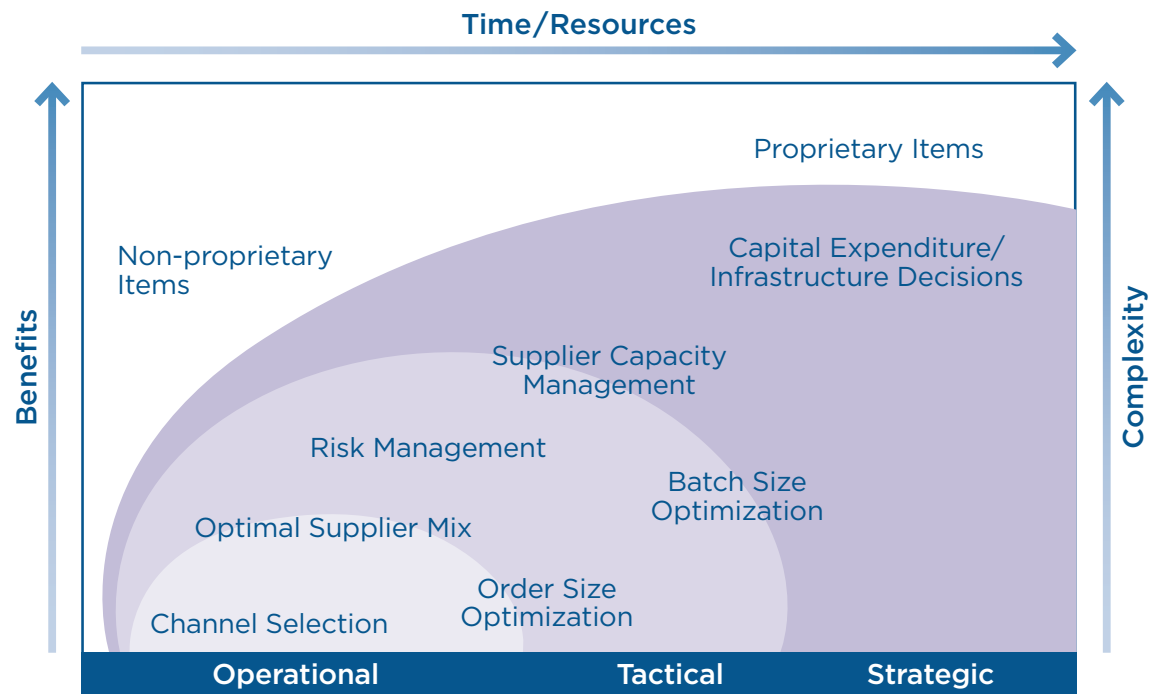 Time/Resources
Proprietary Items
Non-proprietary
Items
Capital Expenditure/
Infrastructure Decisions
Benefits
Complexity
Supplier Capacity
Management
Risk Management
Batch Size
Optimization
Optimal Supplier Mix
Order Size
Optimization
Channel Selection
Operational
Tactical
Strategic